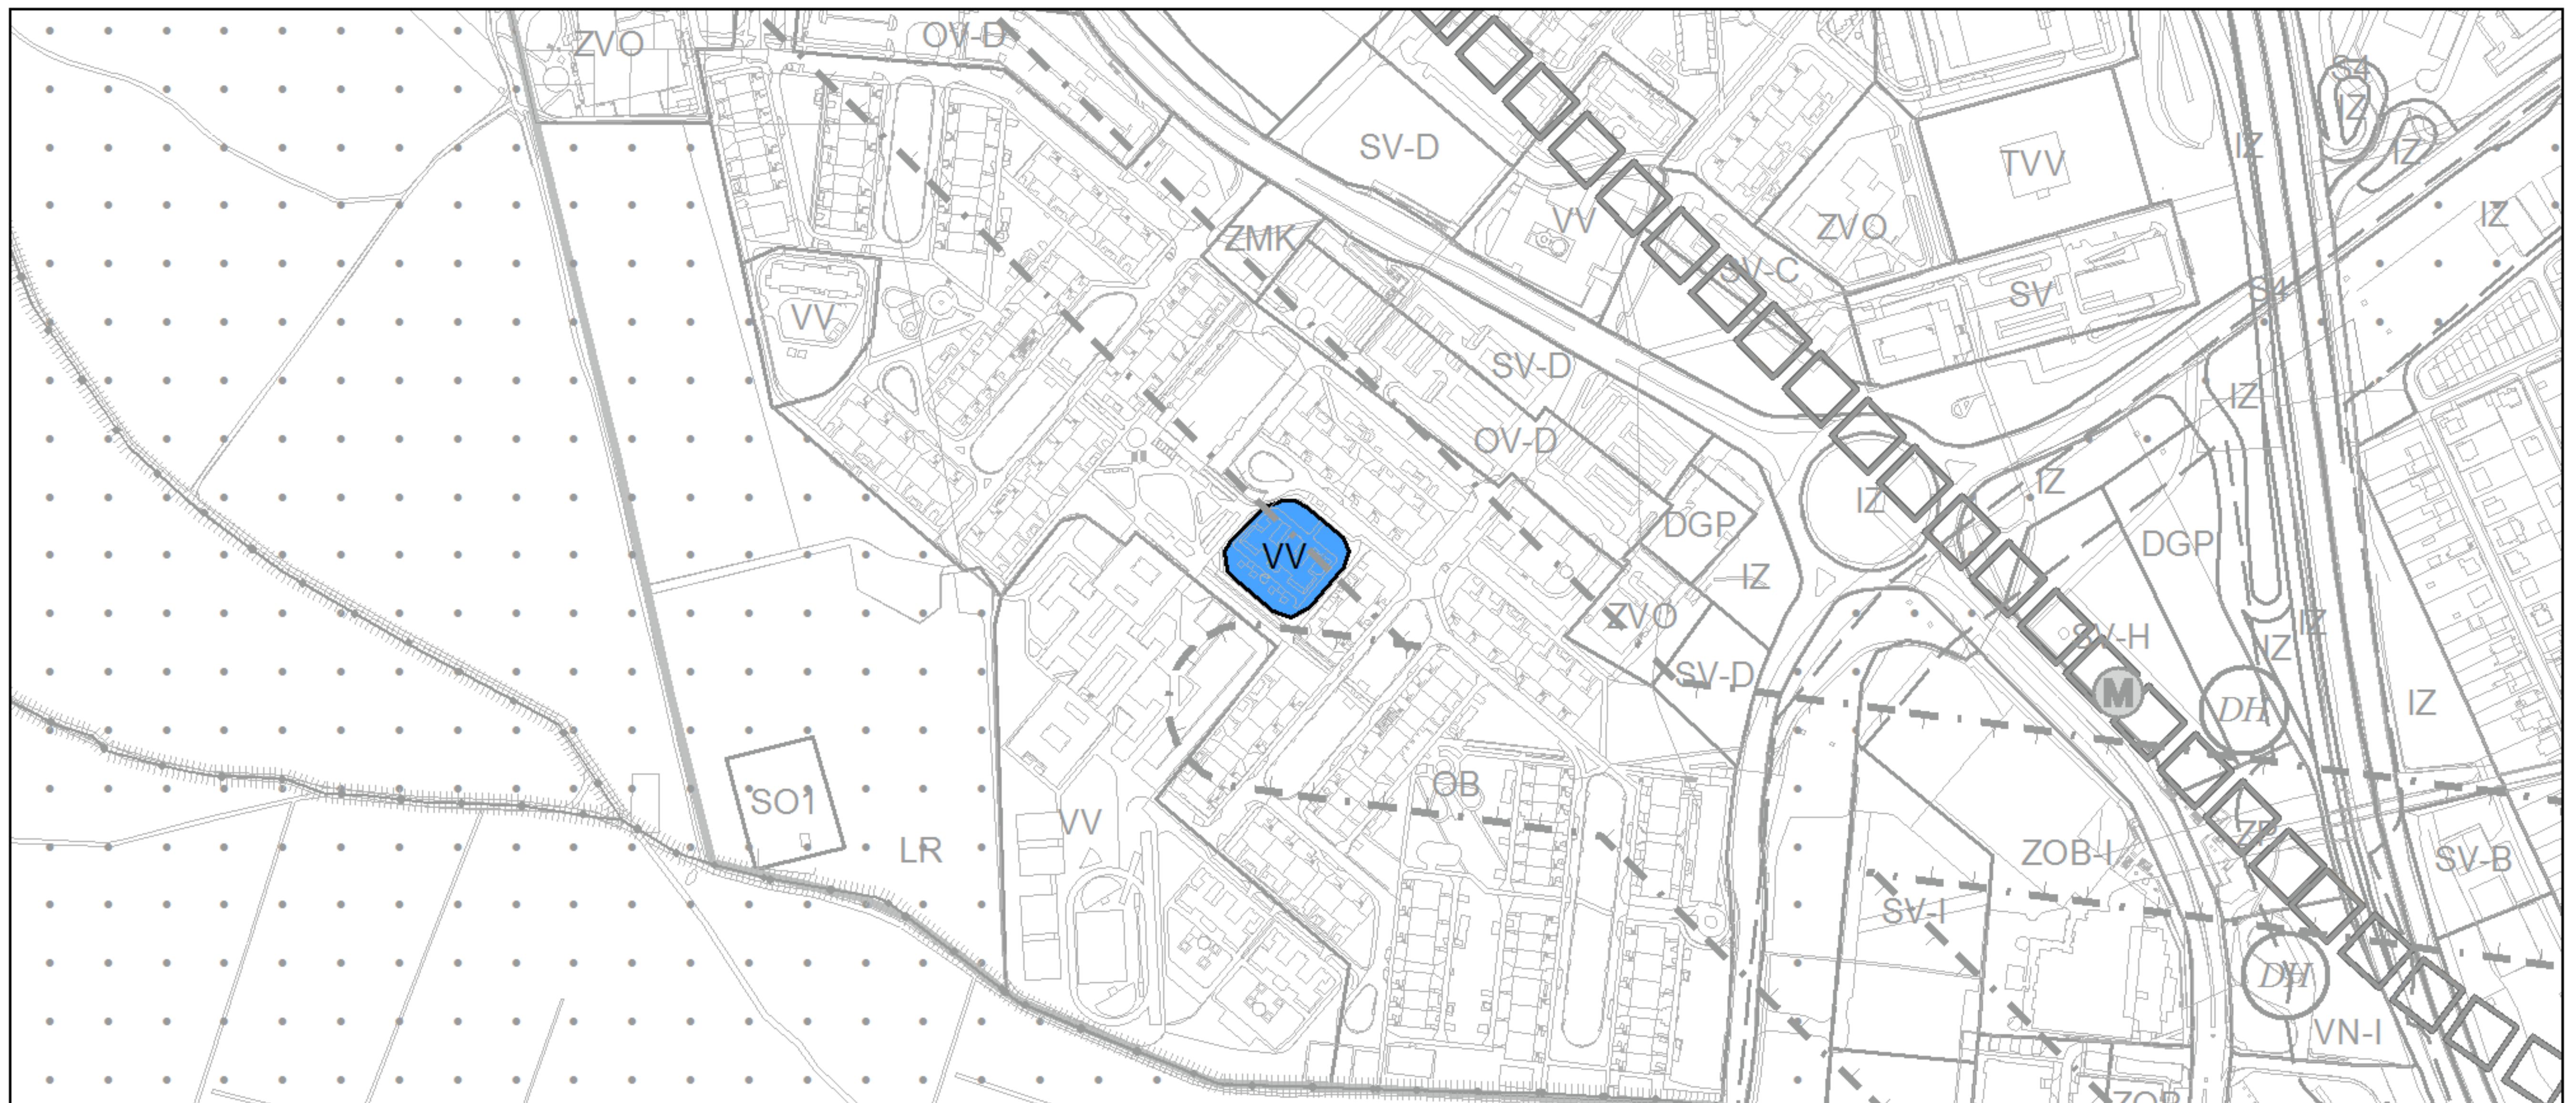 OV-D
ZVO
S4
IZ
IZ
IZ
SV-D
TVV
VV
ZVO
IZ
ZMK
SV-C
SV
S4
VV
SV-D
IZ
OV-D
IZ
IZ
DGP
DGP
VV
IZ
ZVO
IZ
SV-H
IZ
SV-D
M
DH
IZ
OB
SO1
VV
LR
ZP
ZOB-I
SV-B
SV-I
DH
VN-I
ZOB